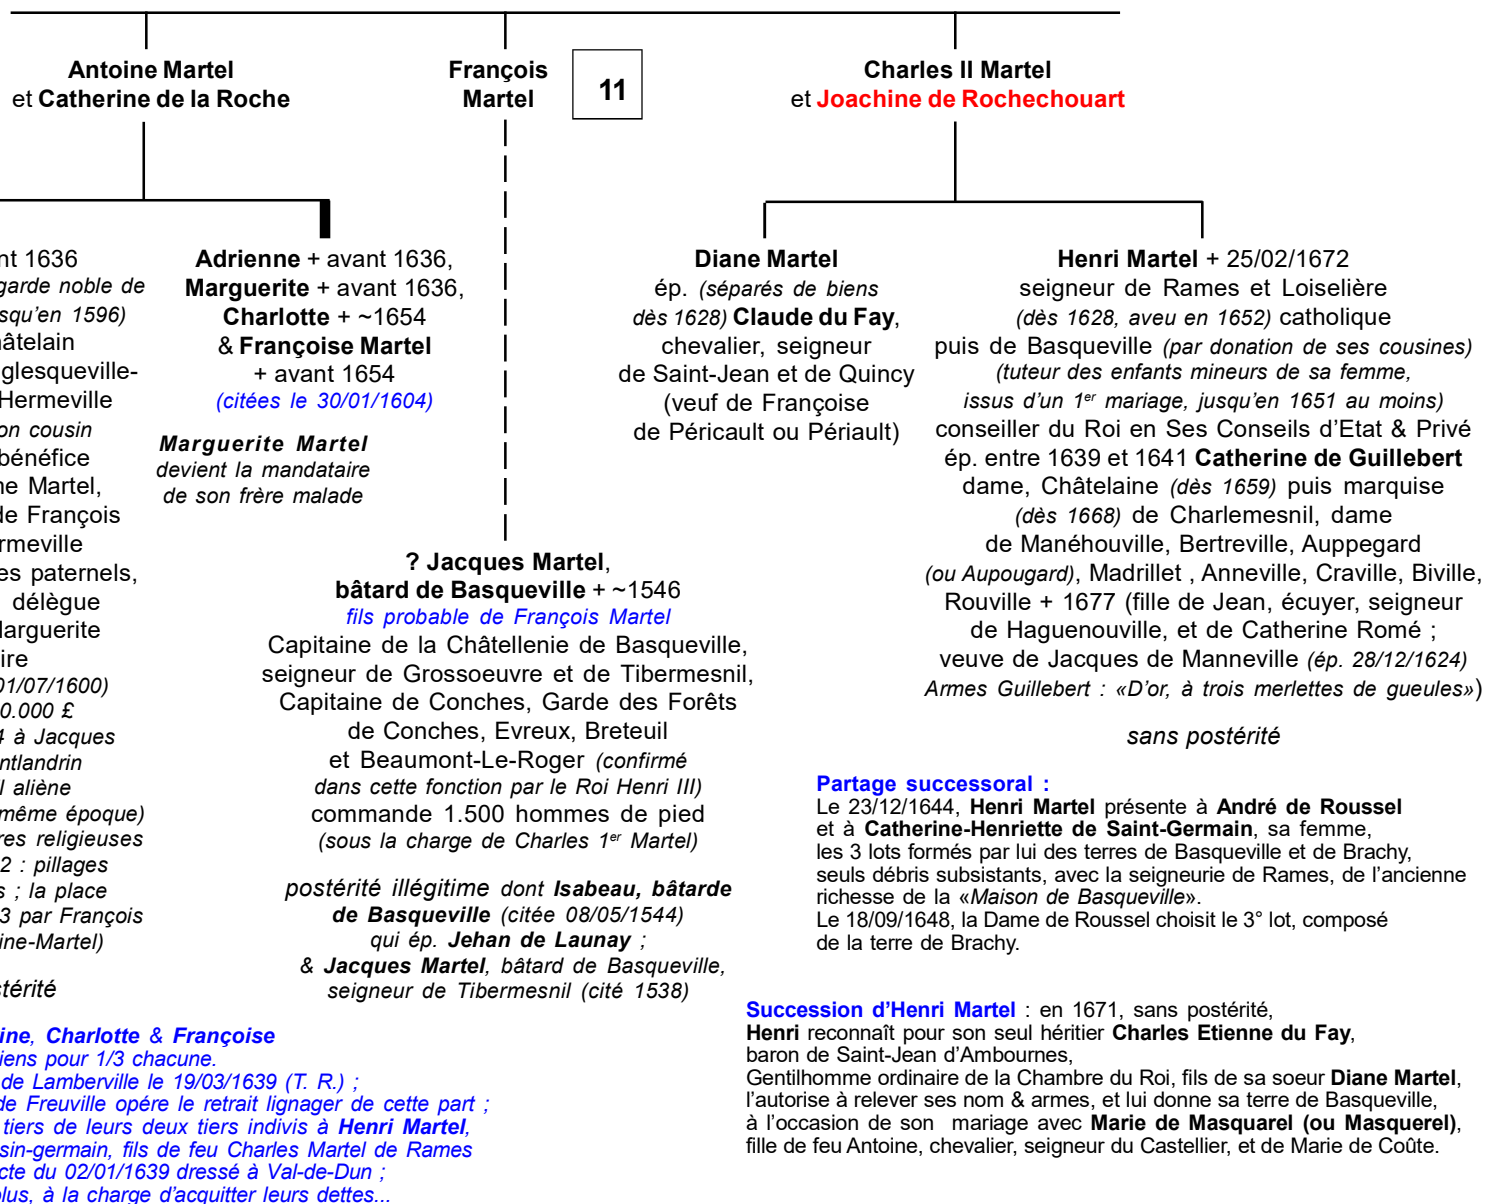 Antoine Martel
et Catherine de la Roche
François
Martel
11
Charles II Martel
et Joachine de Rochechouart
nt 1636
garde noble de
squ'en 1596)
âtelain
glesqueville-
Hermeville
on cousin
bénéfice
ne Martel,
de François
rmeville
es paternels,
délègue
Marguerite
ire
01/07/1600)
0.000 £
4 à Jacques
ntlandrin
l aliène
même époque)
res religieuses
2 : pillages
s ; la place
3 par François
ine-Martel)
stérité
Adrienne + avant 1636,
Marguerite + avant 1636,
Charlotte + ~1654
& Françoise Martel
+ avant 1654
(citées le 30/01/1604)
Marguerite Martel
devient la mandataire
de son frère malade
? Jacques Martel,
bâtard de Basqueville + ~1546
fils probable de François Martel
Capitaine de la Châtellenie de Basqueville,
seigneur de Grossoeuvre et de Tibermesnil,
Capitaine de Conches, Garde des Forêts
de Conches, Evreux, Breteuil
et Beaumont-Le-Roger (confirmé
dans cette fonction par le Roi Henri III)
commande 1.500 hommes de pied
(sous la charge de Charles 1er Martel)
postérité illégitime dont Isabeau, bâtarde
de Basqueville (citée 08/05/1544)
qui ép. Jehan de Launay ;
& Jacques Martel, bâtard de Basqueville,
seigneur de Tibermesnil (cité 1538)
Diane Martel
ép. (séparés de biens
dès 1628) Claude du Fay,
chevalier, seigneur
de Saint-Jean et de Quincy
(veuf de Françoise
de Péricault ou Périault)
Henri Martel + 25/02/1672
seigneur de Rames et Loiselière
(dès 1628, aveu en 1652) catholique
puis de Basqueville (par donation de ses cousines)
(tuteur des enfants mineurs de sa femme,
issus d'un 1er mariage, jusqu'en 1651 au moins)
conseiller du Roi en Ses Conseils d'Etat & Privé
ép. entre 1639 et 1641 Catherine de Guillebert
dame, Châtelaine (dès 1659) puis marquise
(dès 1668) de Charlemesnil, dame
de Manéhouville, Bertreville, Auppegard
(ou Aupougard), Madrillet , Anneville, Craville, Biville,
Rouville + 1677 (fille de Jean, écuyer, seigneur
de Haguenouville, et de Catherine Romé ;
veuve de Jacques de Manneville (ép. 28/12/1624)
Armes Guillebert : «D'or, à trois merlettes de gueules»)
sans postérité
Partage successoral :
Le 23/12/1644, Henri Martel présente à André de Roussel
et à Catherine-Henriette de Saint-Germain, sa femme,
les 3 lots formés par lui des terres de Basqueville et de Brachy,
seuls débris subsistants, avec la seigneurie de Rames, de l'ancienne
richesse de la «Maison de Basqueville».
Le 18/09/1648, la Dame de Roussel choisit le 3° lot, composé
de la terre de Brachy.
Succession d'Henri Martel : en 1671, sans postérité,
Henri reconnaît pour son seul héritier Charles Etienne du Fay,
baron de Saint-Jean d'Ambournes,
Gentilhomme ordinaire de la Chambre du Roi, fils de sa soeur Diane Martel,
l'autorise à relever ses nom & armes, et lui donne sa terre de Basqueville,
à l'occasion de son mariage avec Marie de Masquarel (ou Masquerel),
fille de feu Antoine, chevalier, seigneur du Castellier, et de Marie de Coûte.
ine, Charlotte & Françoise
iens pour 1/3 chacune.
de Lamberville le 19/03/1639 (T. R.) ;
de Freuville opére le retrait lignager de cette part ;
tiers de leurs deux tiers indivis à Henri Martel,
sin-germain, fils de feu Charles Martel de Rames
cte du 02/01/1639 dressé à Val-de-Dun ;
plus, à la charge d'acquitter leurs dettes...